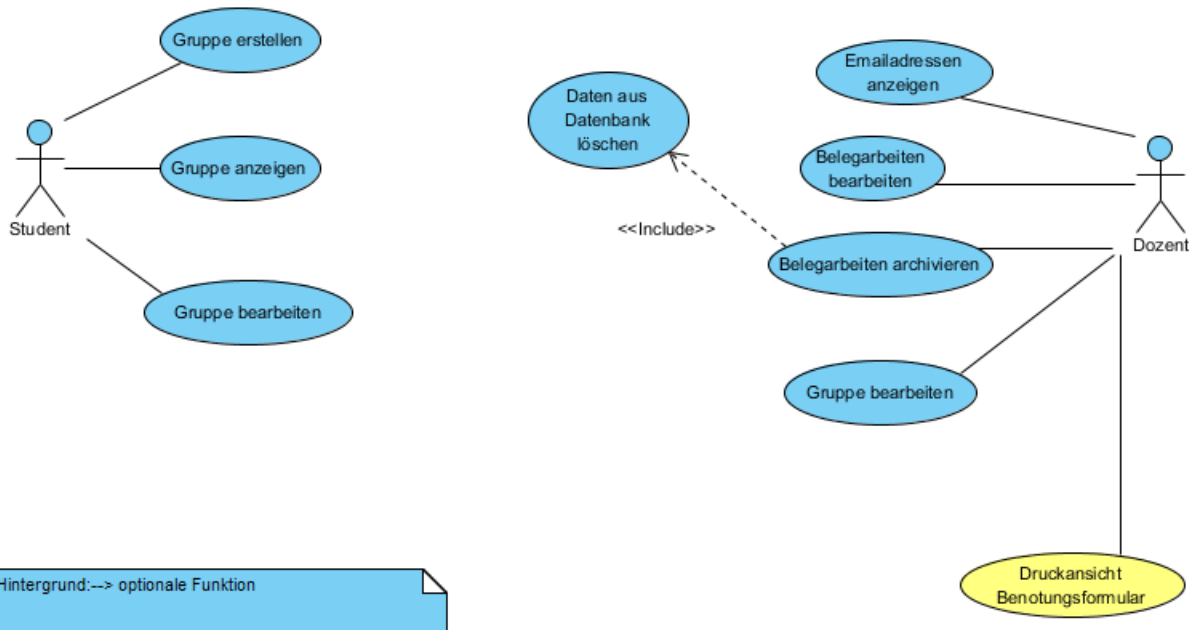 Gruppe erstellen
Gruppe anzeigen
Student
Gruppe bearbeiten
Daten aus
Datenbank
löschen
<<Include>>
Emailadressen
anzeigen
Belegarbeiten
bearbeiten
Dozent
Belegarbeiten archivieren
Gruppe bearbeiten
Hintergrund:--> optionale Funktion
Druckansicht
Benotungsformular